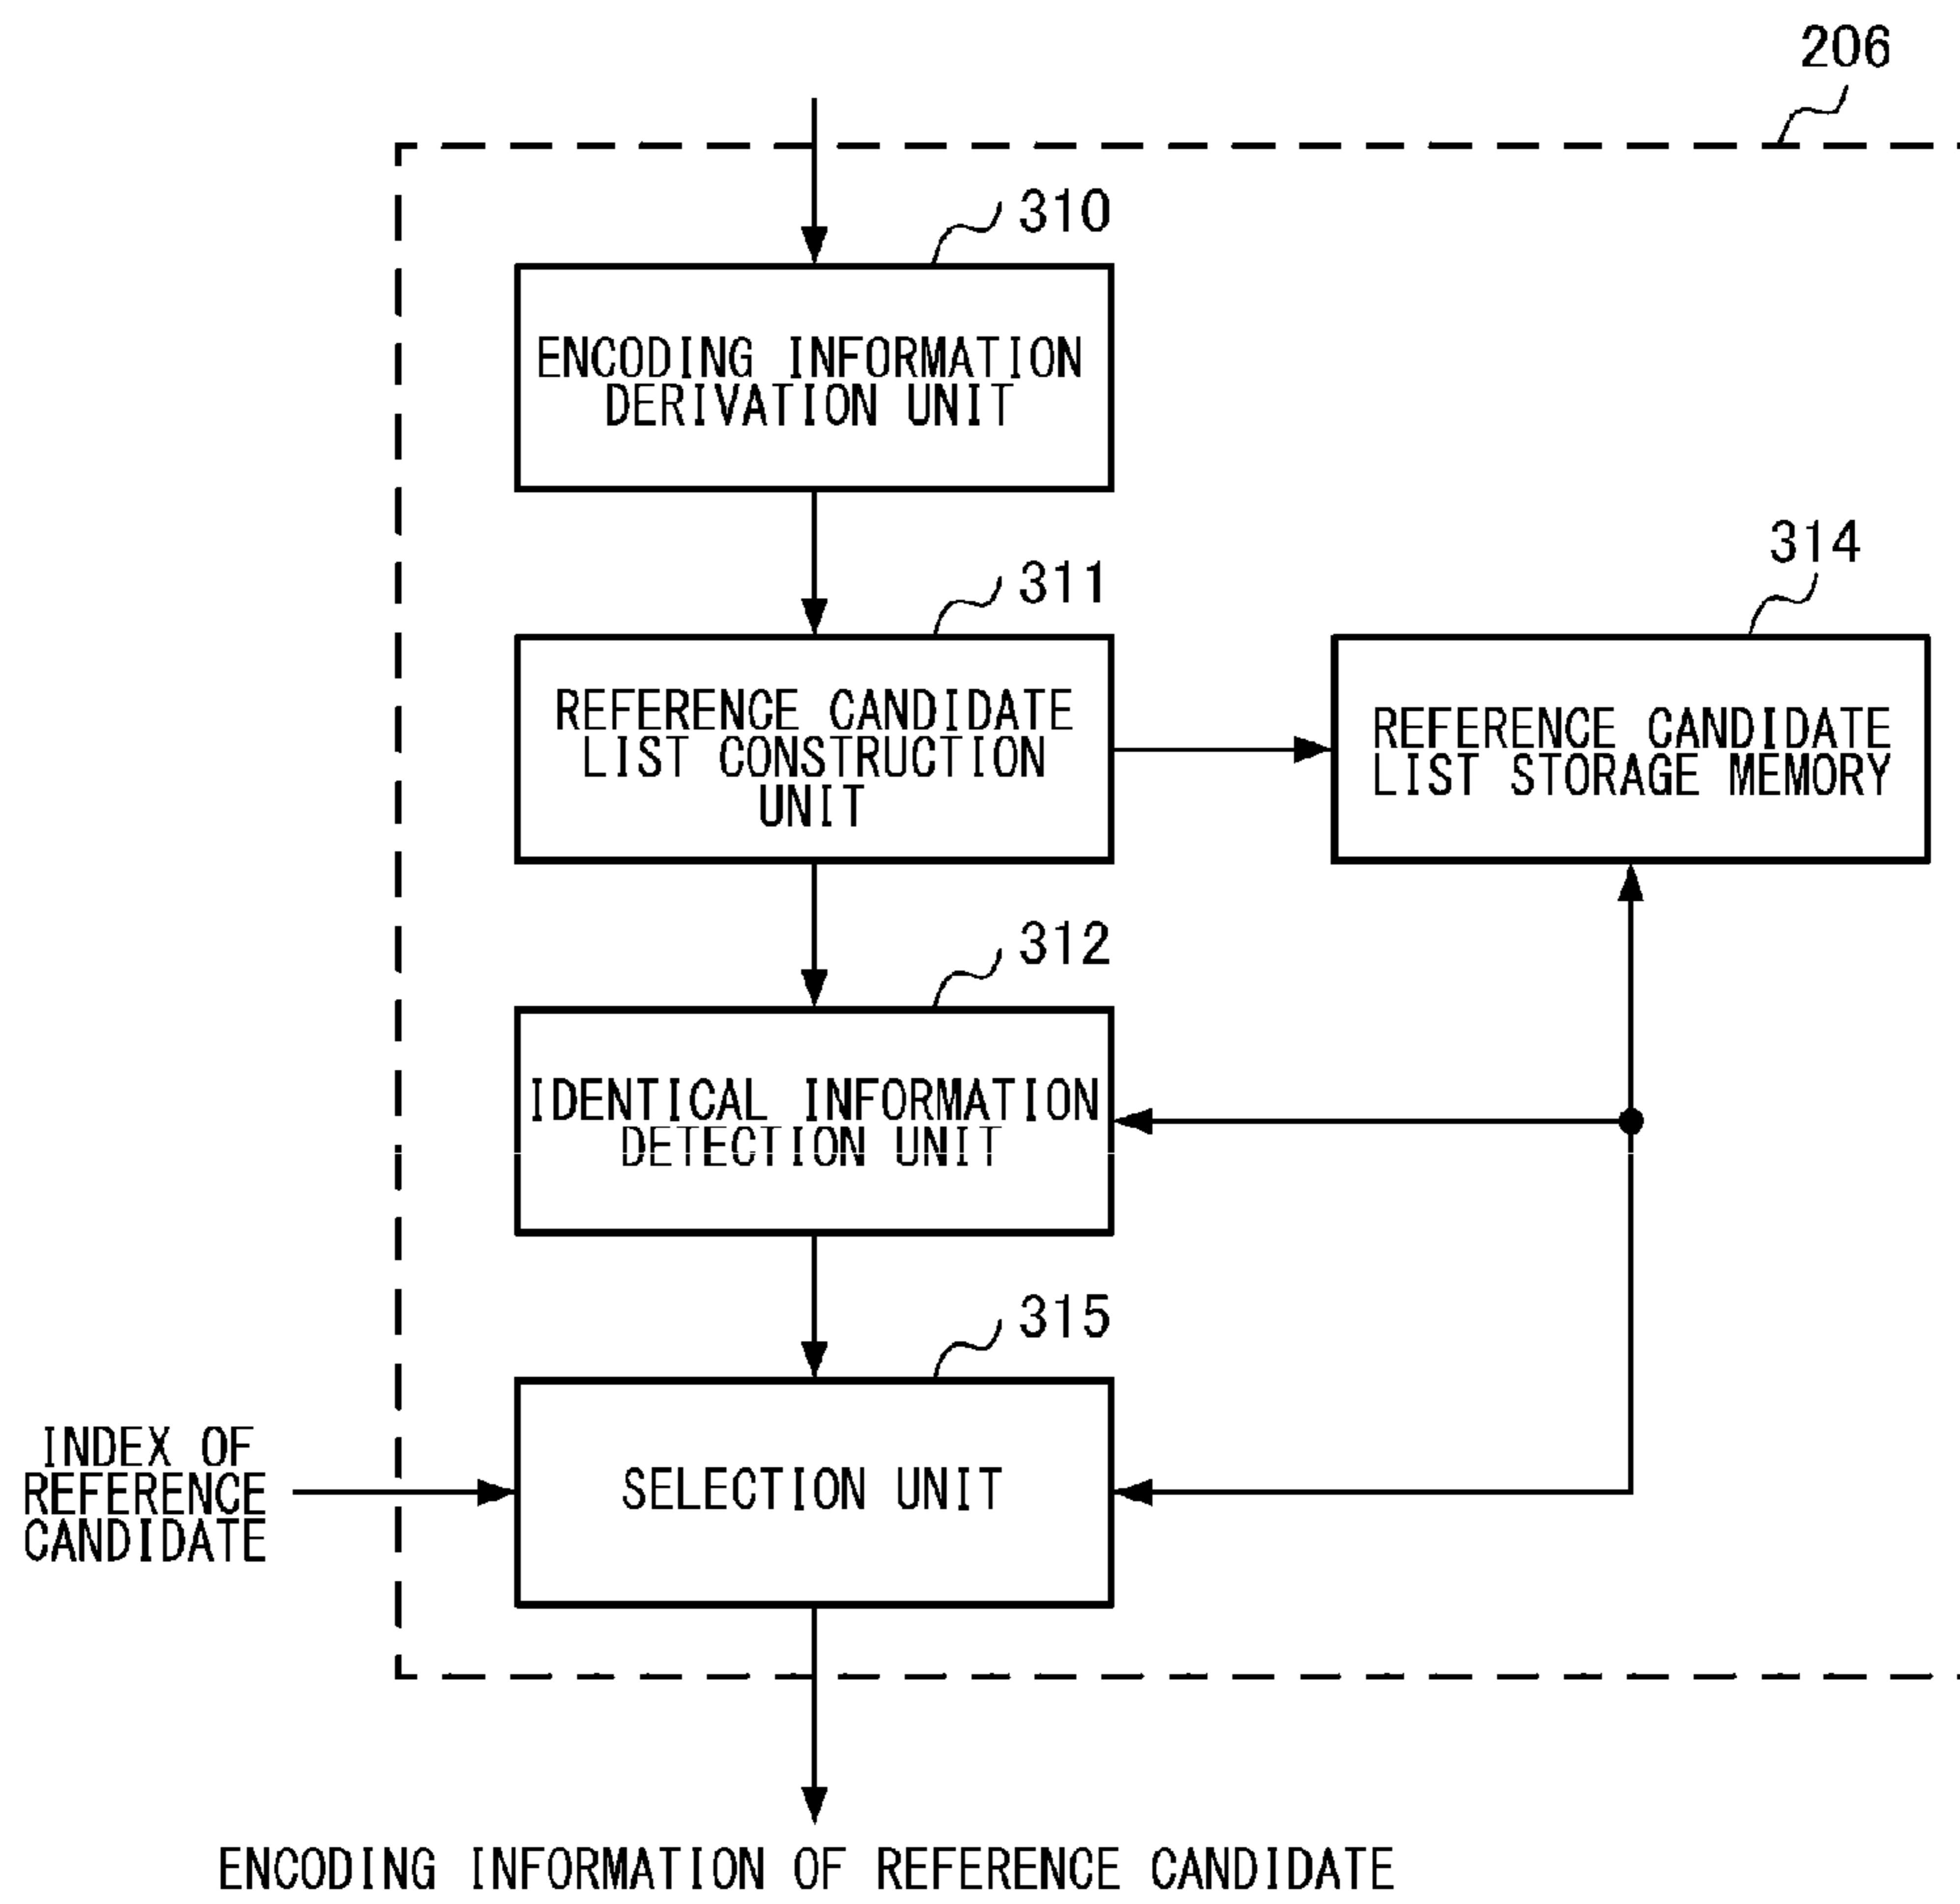 206
310
ENCODING INFORMATION
DERIVATION UNIT
311
314
REFERENCE CANDIDATE
LIST CONSTRUCTION
UNIT
REFERENCE CANDIDATE
LIST STORAGE MEMORY
312
IDENTICAL INFORMATION
DETECTION UNIT
315
INDEX OF
REFERENCE
CANDIDATE
SELECTION UNIT
ENCODING INFORMATION OF REFERENCE CANDIDATE